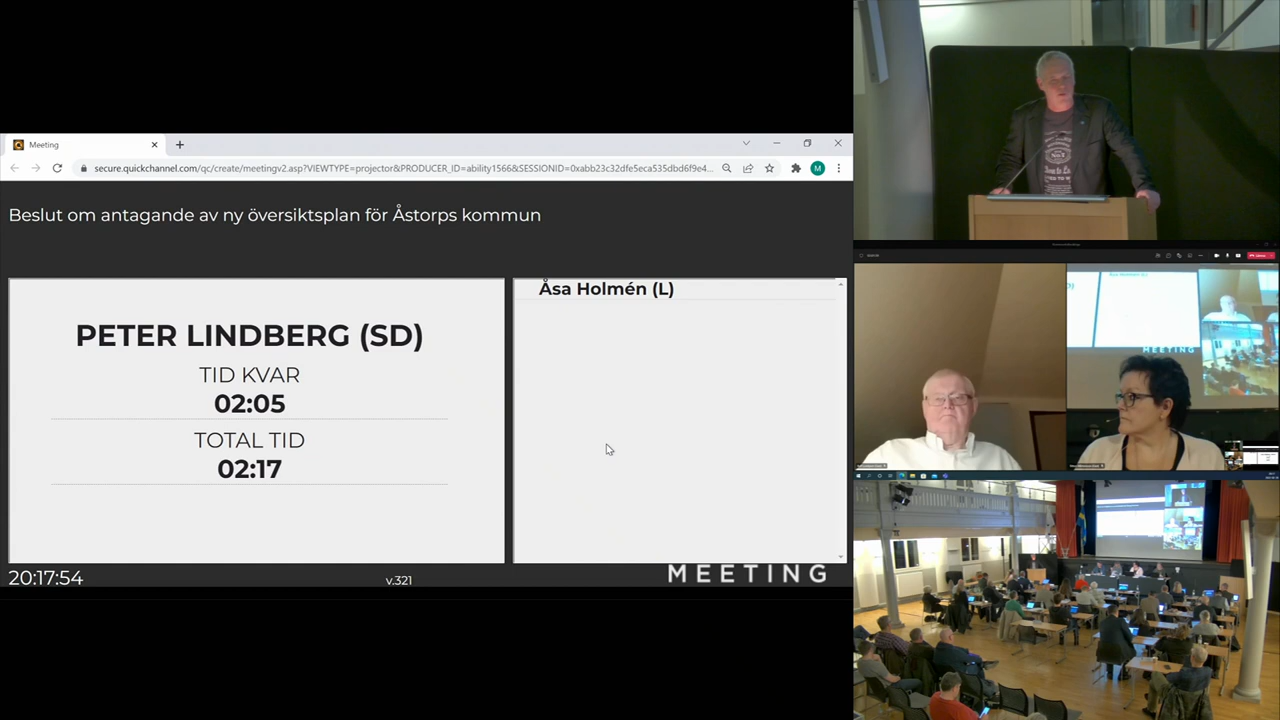 Meeting
secure.quickchannel.com/qc/create/meetingv2.asp?VIEWTYPE=projector&PRODUCER_ID=ability1566&SESSIONID=0xabb23c32dfe5eca535dbd6f9e4...
M
Beslut om antagande av ny översiktsplan för Åstorps kommun
PETER LINDBERG (SD)
TID KVAR
02:05
TOTAL TID
02:17
Åsa Holmén (L)
20:17:54
v.321
MEETING
MEETING